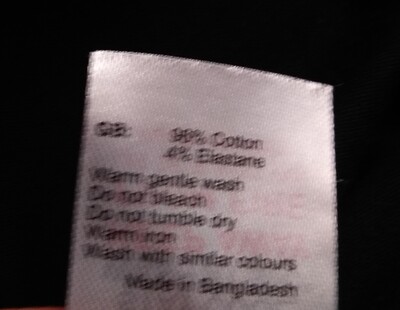 GB: 96% Cotton
4% Elastane
Warm gentle wash
Do not bleach
Do not tumble dry
Warm iron
Wash with similar colours
Made in Bangladesh